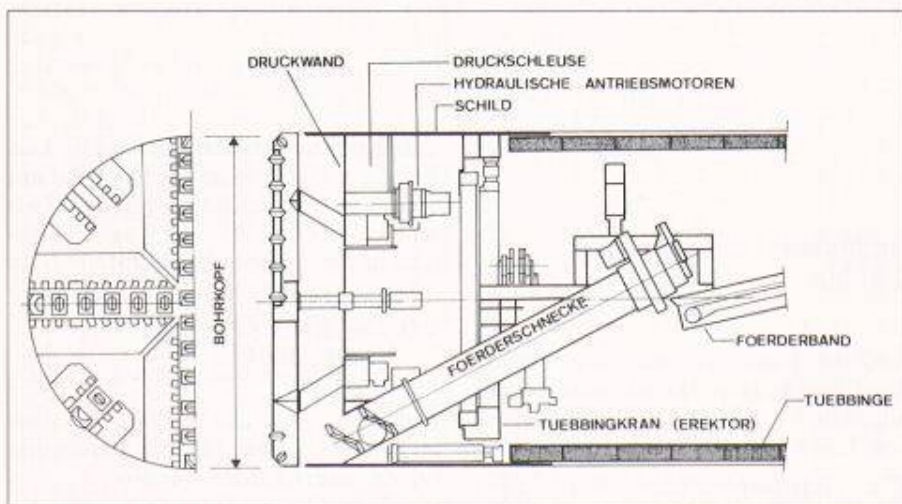 DRUCKWAND
DRUCKSCHLEUSE
HYDRAULISCHE ANTRIEBSMOTOREN
SCHILD
BOHRKOPF
FOERDERSCHNECKE
FOERDERBAND
TUEBBINGE
TUEBBINGKRAN (EREKTOR)